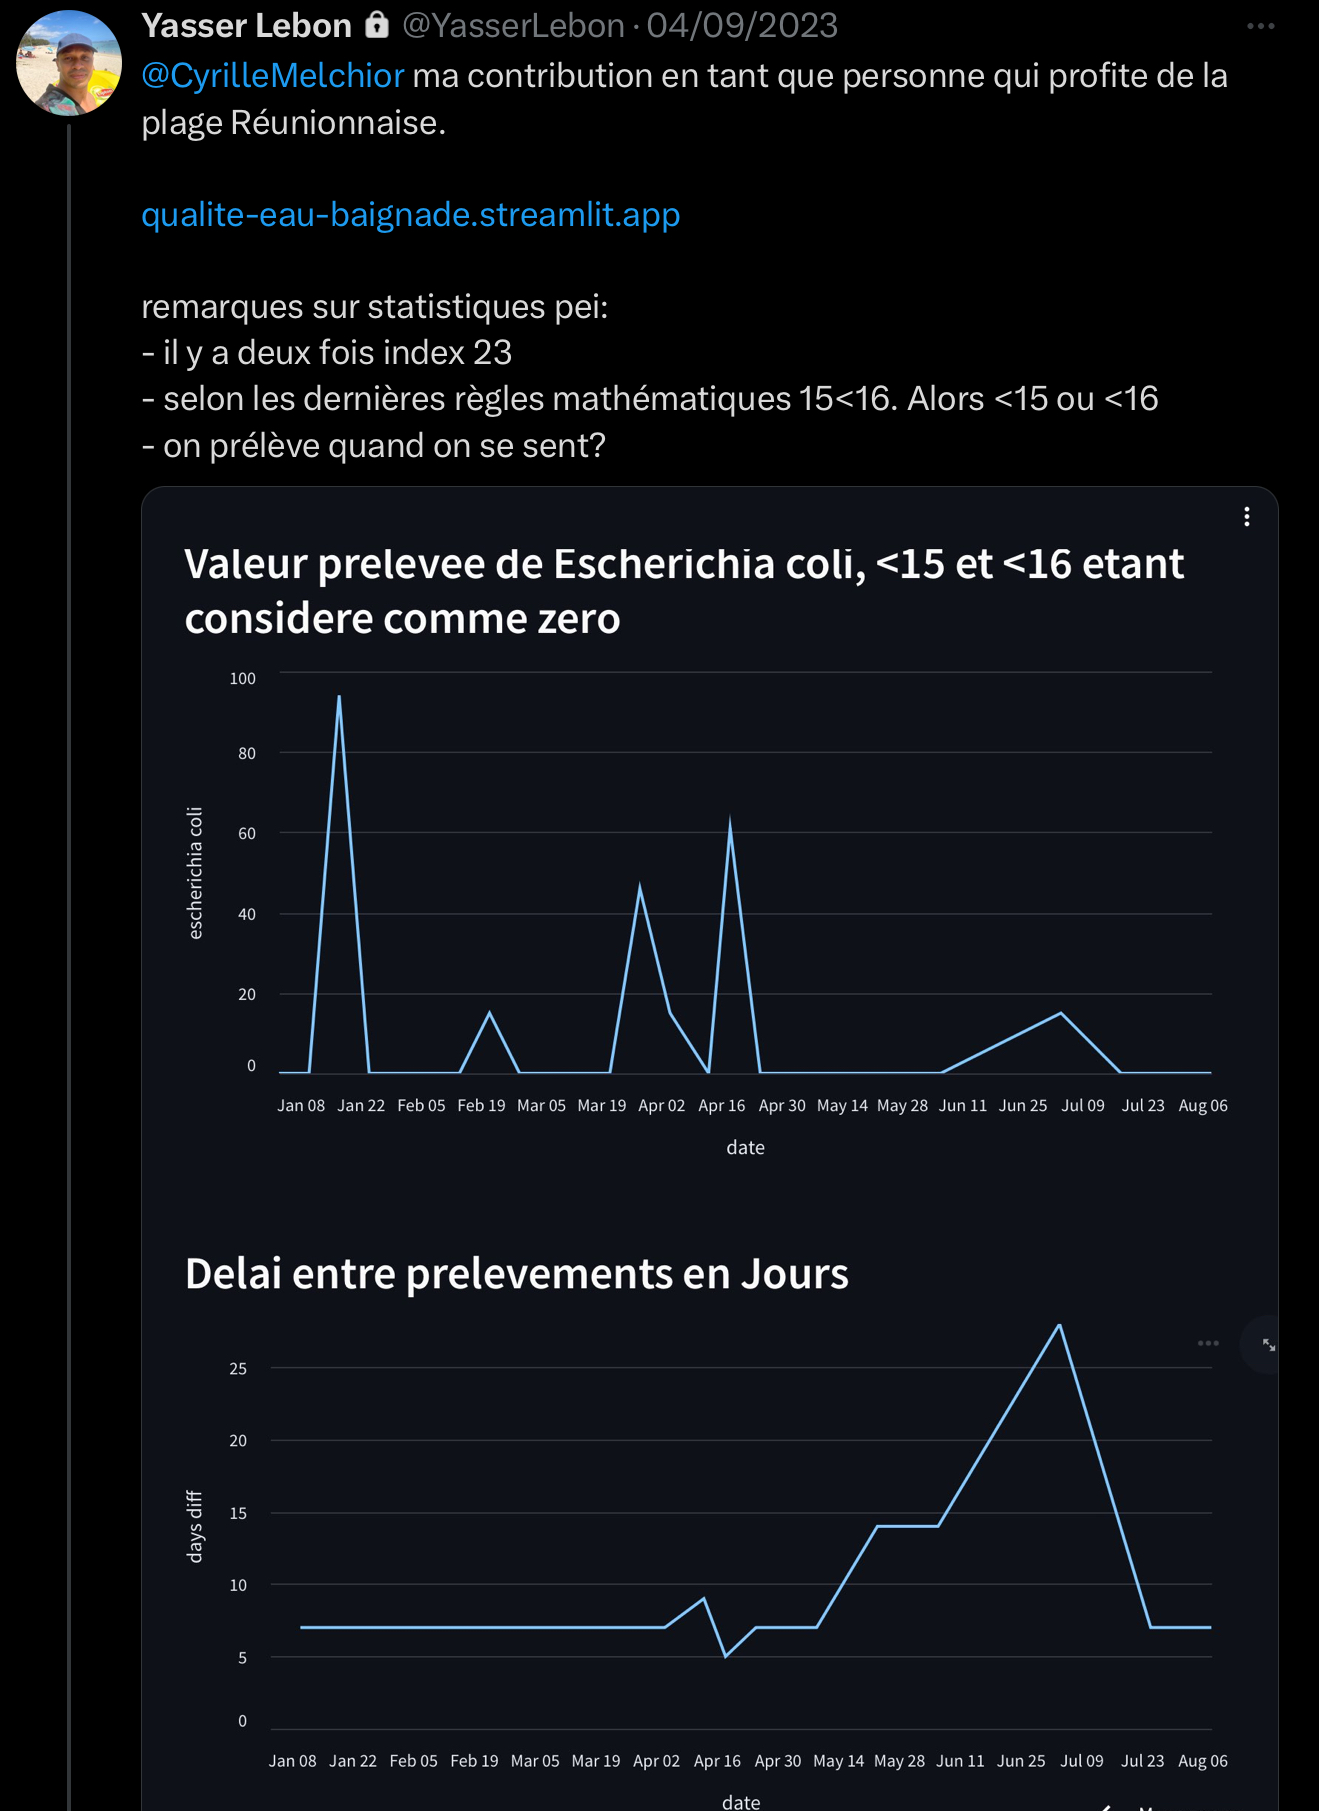 Yasser Lebon @YasserLebon · 04/09/2023
@CyrilleMelchior ma contribution en tant que personne qui profite de la
plage Réunionnaise.
qualite-eau-baignade.streamlit.app
remarques sur statistiques pei:
- il y a deux fois index 23
- selon les dernières règles mathématiques 15<16. Alors <15 ou <16
- on prélève quand on se sent?
Valeur prelevee de Escherichia coli, <15 et <16 etant
considere comme zero
100
80
60
40
20
0
escherichia coli
Jan 08 Jan 22 Feb 05 Feb 19 Mar 05 Mar 19 Apr 02 Apr 16 Apr 30 May 14 May 28 Jun 11 Jun 25 Jul 09 Jul 23 Aug 06
date
Delai entre prelevements en Jours
25
20
15
10
5
0
days diff
Jan 08 Jan 22 Feb 05 Feb 19 Mar 05 Mar 19 Apr 02 Apr 16 Apr 30 May 14 May 28 Jun 11 Jun 25 Jul 09 Jul 23 Aug 06
date